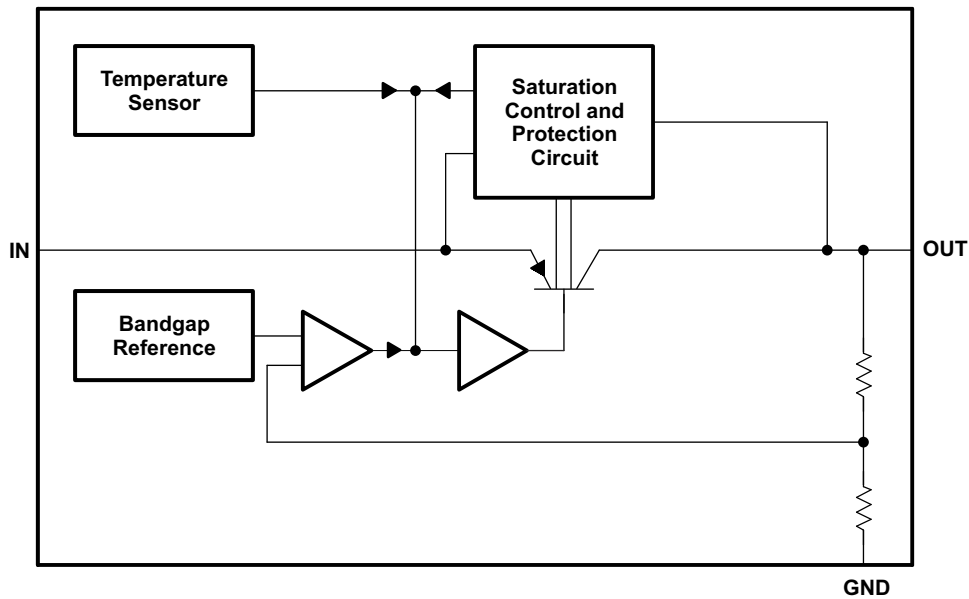 Temperature
Sensor
Saturation
Control and
Protection
Circuit
IN
OUT
Bandgap
Reference
GND